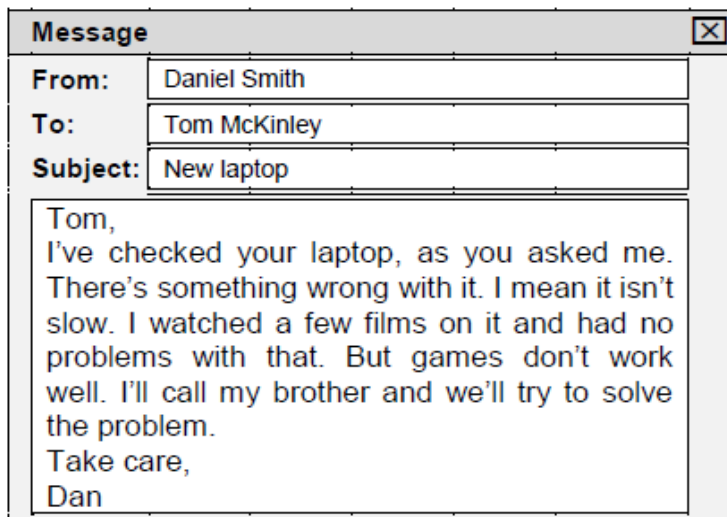 Message
From: Daniel Smith
To: Tom McKinley
Subject: New laptop
Tom,
I've checked your laptop, as you asked me.
There's something wrong with it. I mean it isn't
slow. I watched a few films on it and had no
problems with that. But games don't work
well. I'll call my brother and we'll try to solve
the problem.
Take care,
Dan